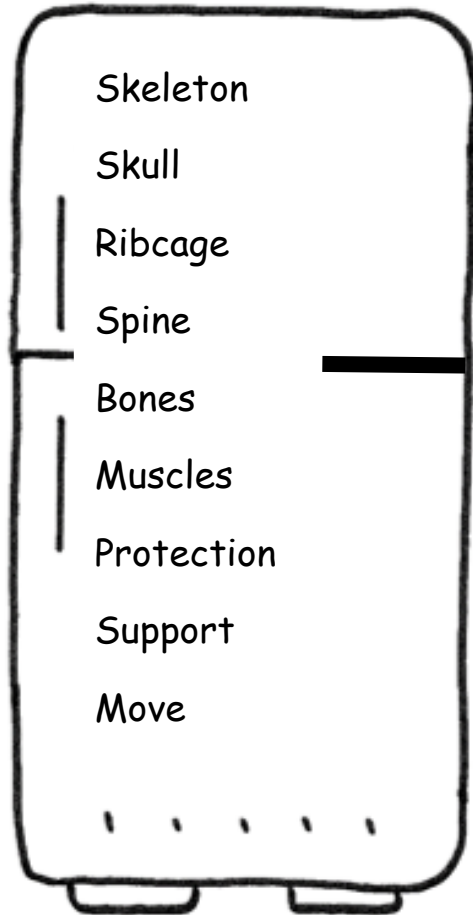 Skeleton
Skull
Ribcage
Spine
Bones
Muscles
Protection
Support
Move